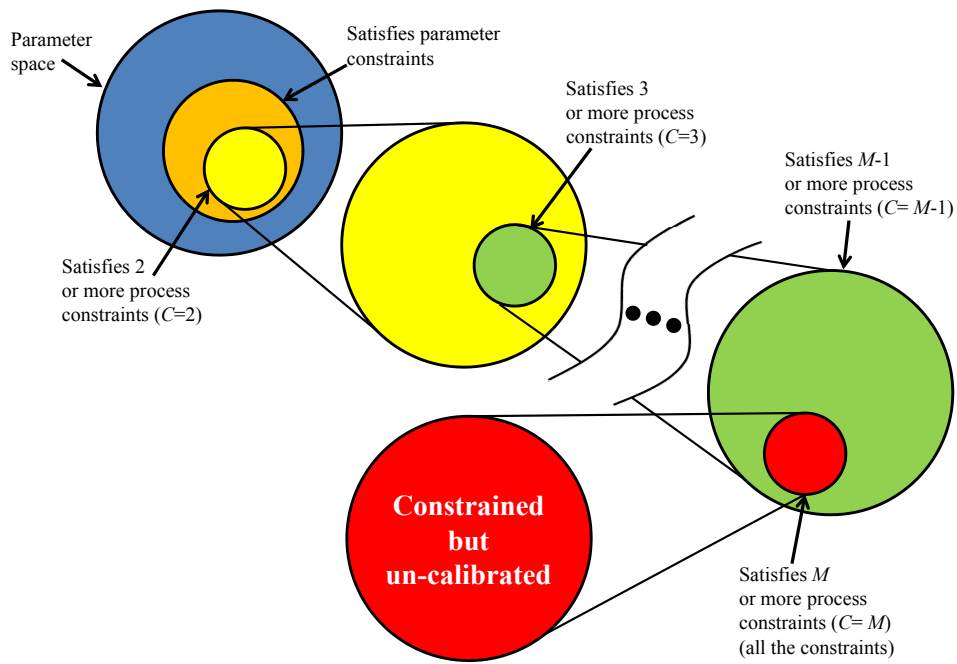 Parameter
space
Satisfies parameter
constraints
Satisfies 2
or more process
constraints (C=2)
Satisfies 3
or more process
constraints (C=3)
Satisfies M-1
or more process
constraints (C= M-1)
Constrained
but
un-calibrated
Satisfies M
or more process
constraints (C= M)
(all the constraints)